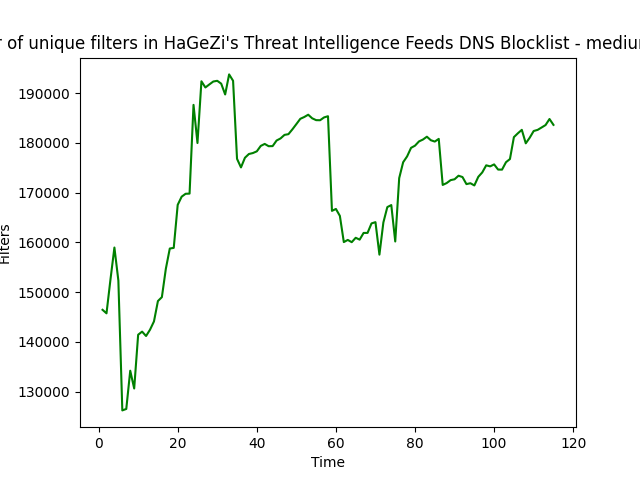 r of unique filters in HaGeZi's Threat Intelligence Feeds DNS Blocklist - mediu
190000
180000
170000
160000
150000
140000
130000
Filters
0 20 40 60 80 100 120
Time